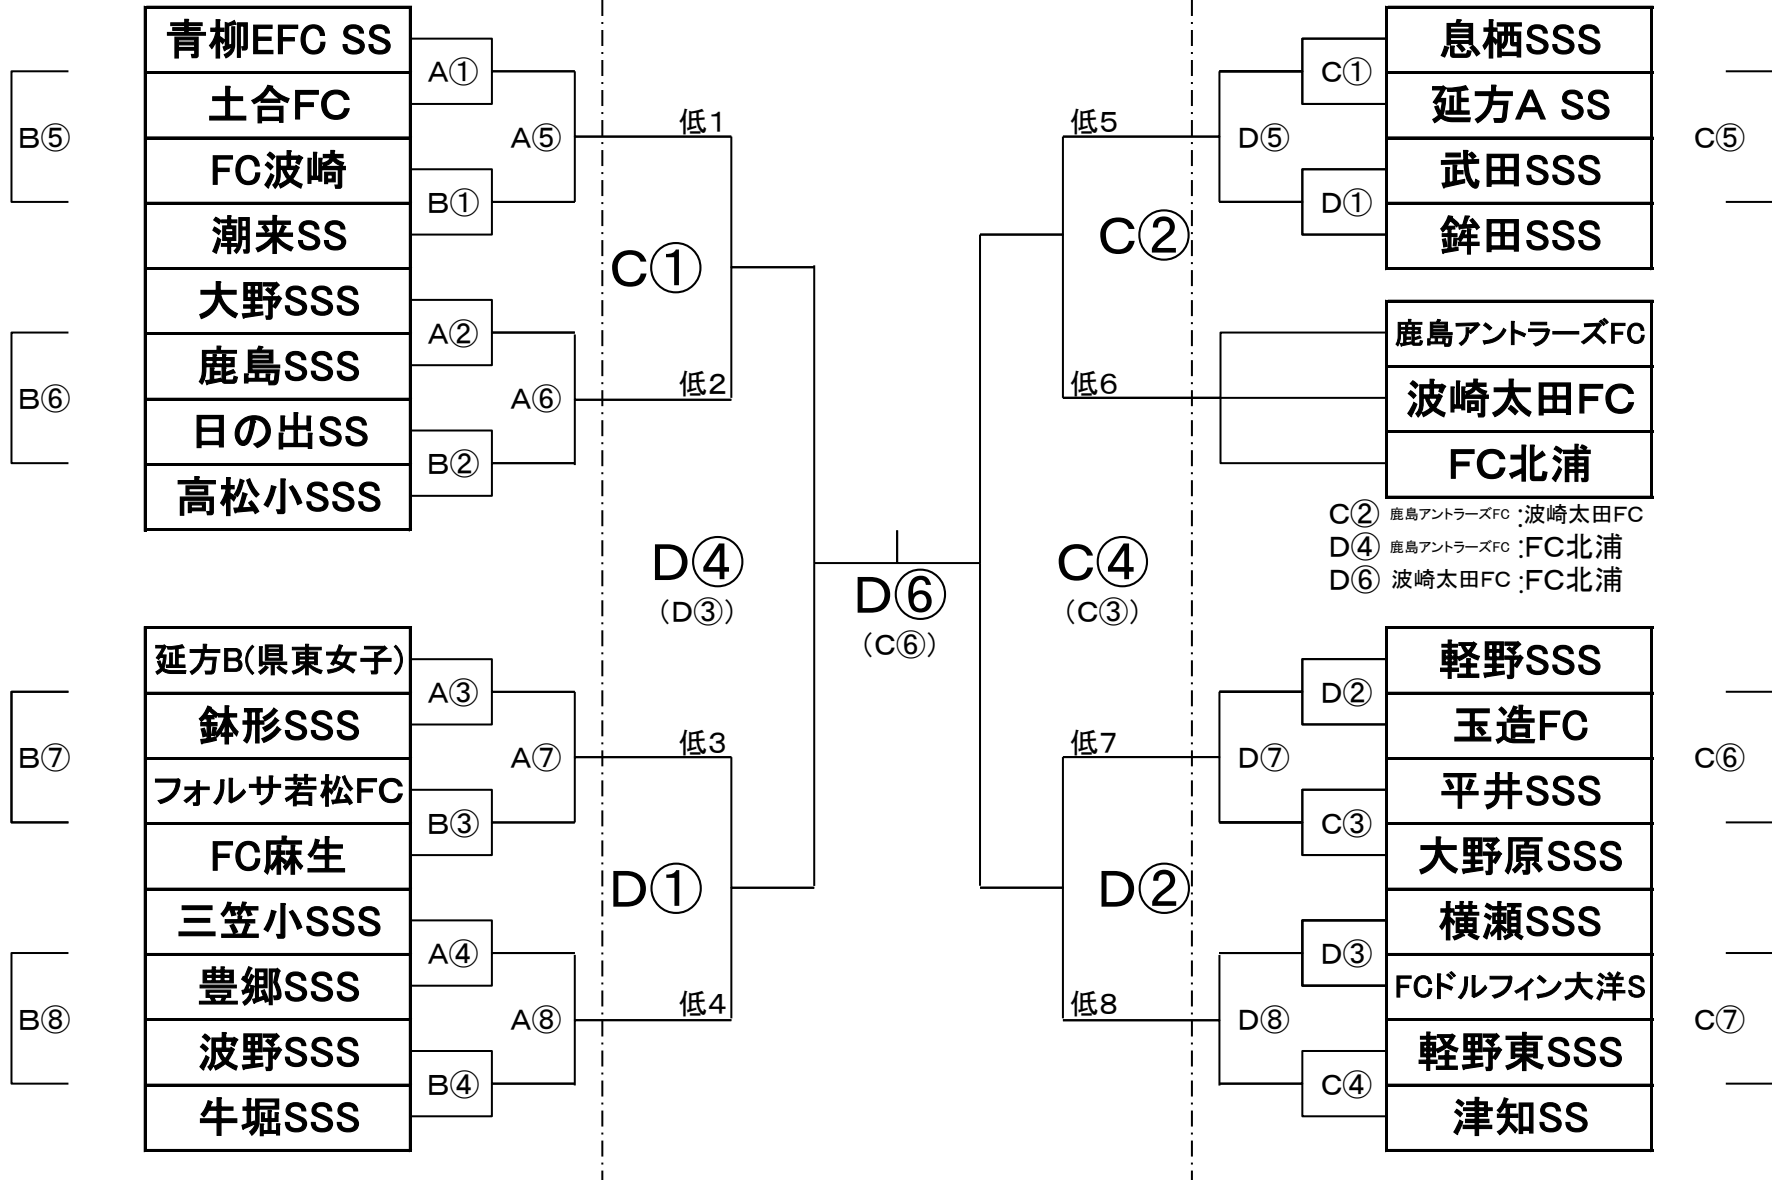 青柳EFC SS
土合FC
FC波崎
潮来SS
大野SSS
鹿島SSS
日の出SS
高松小SSS
A①
B①
A②
B②
A⑤
A⑥
B⑤
B⑥
延方B(県東女子)
鉢形SSS
フォルサ若松FC
FC麻生
三笠小SSS
豊郷SSS
波野SSS
牛堀SSS
A③
B③
A④
B④
A⑦
A⑧
B⑦
B⑧
低1
低2
低3
低4
C①
D①
D④
(D③)
D⑥
(C⑥)
C④
(C③)
C②
D②
低5
低6
低7
低8
息栖SSS
延方A SS
武田SSS
鉾田SSS
C①
D①
D⑤
C⑤
鹿島アントラーズFC
波崎太田FC
FC北浦
C② 鹿島アントラーズFC :波崎太田FC
D④ 鹿島アントラーズFC :FC北浦
D⑥ 波崎太田FC :FC北浦
軽野SSS
玉造FC
平井SSS
大野原SSS
横瀬SSS
FCドルフィン大洋S
軽野東SSS
津知SS
D②
C③
D③
C④
D⑦
D⑧
C⑥
C⑦